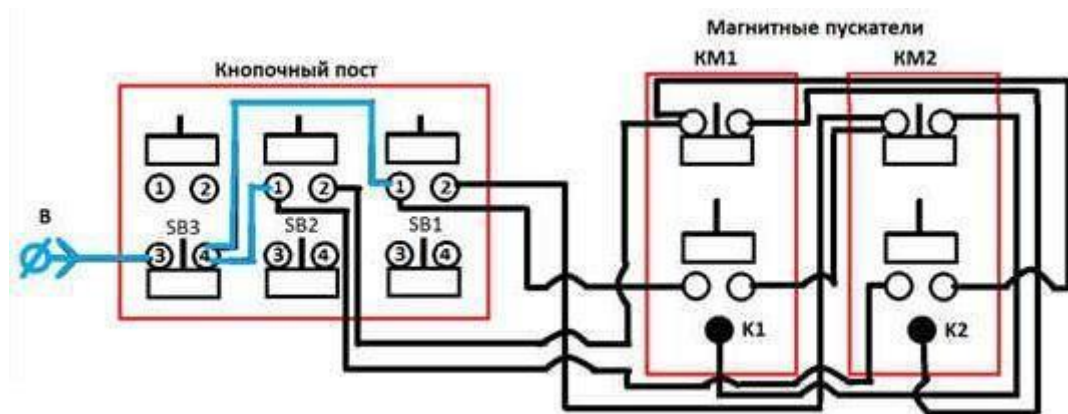 Магнитные пускатели
КМ1 КМ2
Кнопочный пост
1 2 1 2 1 2
В
SB3 SB2 SB1
3 4 3 4 3 4
К1 К2